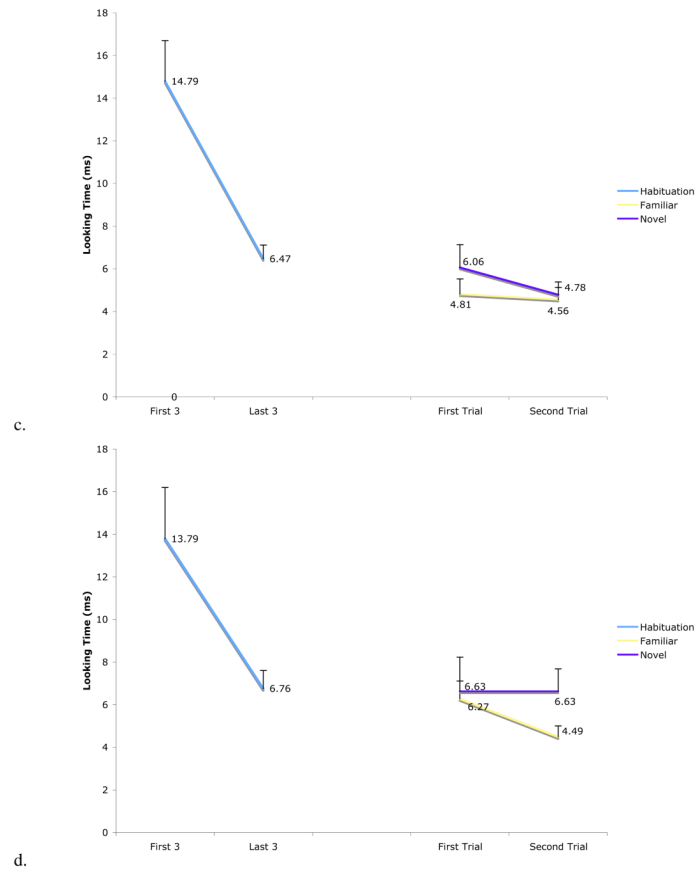 18
16
14
12
10
8
6
4
2
0
Looking Time (ms)
14.79
6.47
6.06
4.81
4.78
4.56
0
First 3
Last 3
First Trial
Second Trial
Habituation
Familiar
Novel
c.
18
16
14
12
10
8
6
4
2
0
Looking Time (ms)
13.79
6.76
6.63
6.27
6.63
4.49
First 3
Last 3
First Trial
Second Trial
Habituation
Familiar
Novel
d.